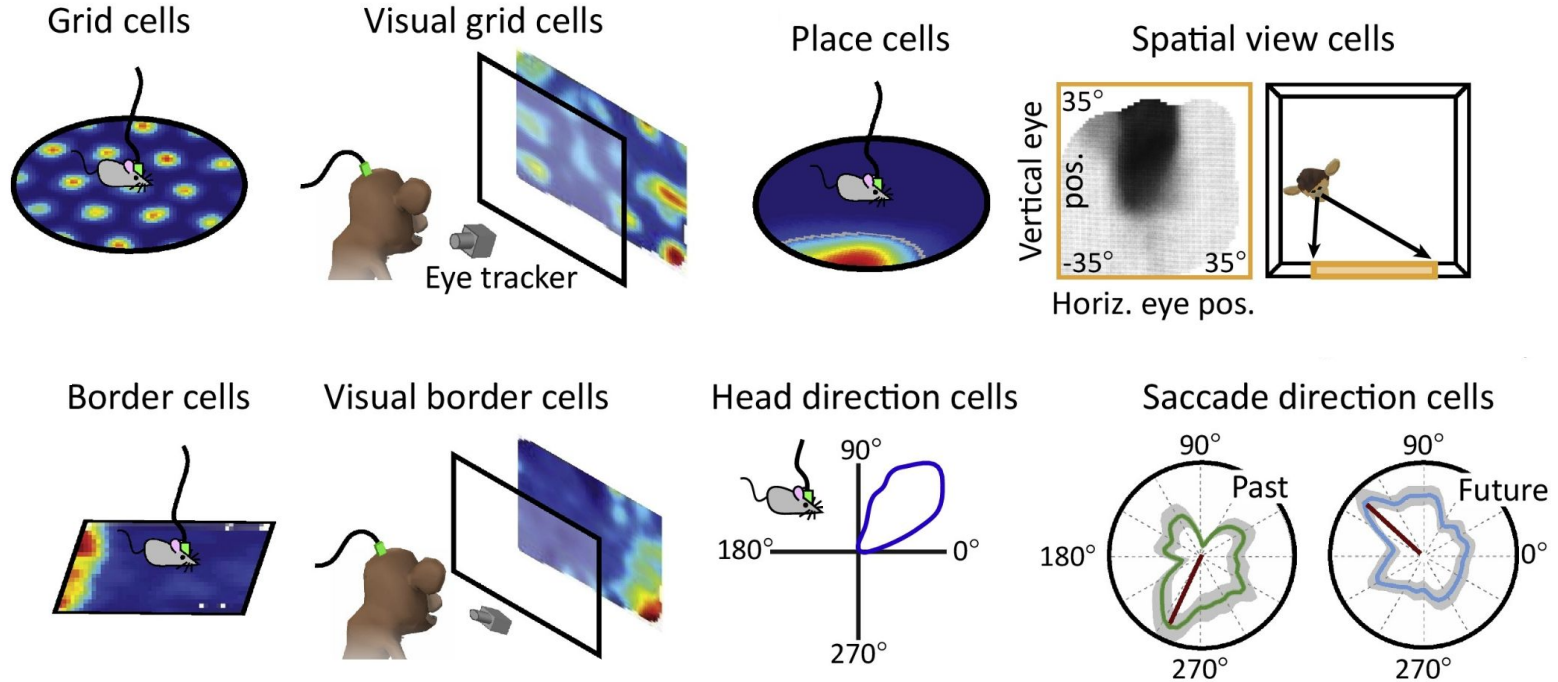 Grid cells
Visual grid cells
Eye tracker
Place cells
Spatial view cells
Vertical eye
pos.
35°
-35°
35°
Horiz. eye pos.
Border cells
Visual border cells
Head direction cells
90°
180°
0°
270°
Saccade direction cells
90°
Past
180°
270°
90°
Future
0°
270°